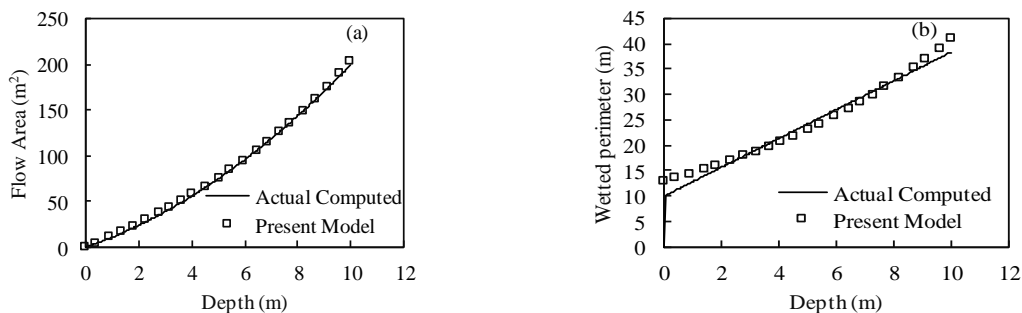 (a)
Flow Area (m²)
250
200
150
100
50
0
Actual Computed
Present Model
0 2 4 6 8 10 12
Depth (m)
(b)
Wetted perimeter (m)
45
40
35
30
25
20
15
10
5
0
Actual Computed
Present Model
0 2 4 6 8 10 12
Depth (m)